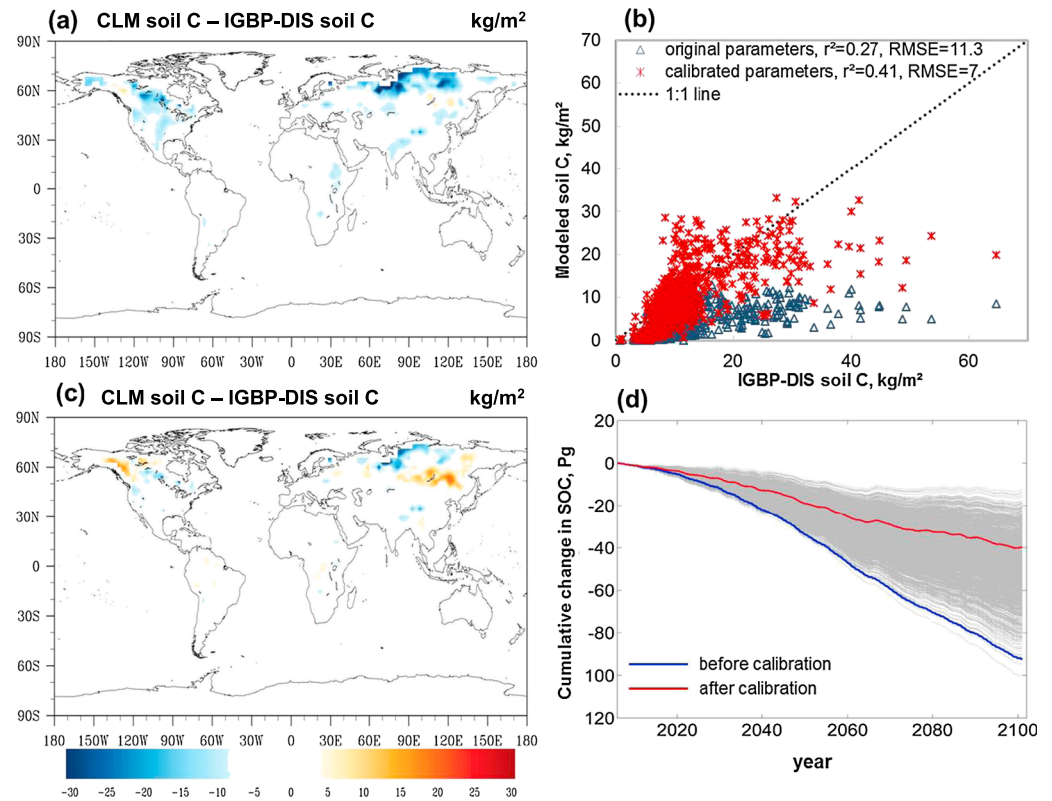 (a) CLM soil C – IGBP-DIS soil C kg/m²
90N
60N
30N
0
30S
60S
90S
180 150W 120W 90W 60W 30W 0 30E 60E 90E 120E 150E 180
(b)
70
60
50
40
30
20
10
0
Modeled soil C, kg/m²
original parameters, r²=0.27, RMSE=11.3
calibrated parameters, r²=0.41, RMSE=7
1:1 line
0 20 40 60
IGBP-DIS soil C, kg/m²
(c) CLM soil C – IGBP-DIS soil C kg/m²
90N
60N
30N
0
30S
60S
90S
180 150W 120W 90W 60W 30W 0 30E 60E 90E 120E 150E 180
-30 -25 -20 -15 -10 -5 0 5 10 15 20 25 30
(d)
20
0
-20
-40
-60
-80
100
120
Cumulative change in SOC, Pg
before calibration
after calibration
2020 2040 2060 2080 2100
year